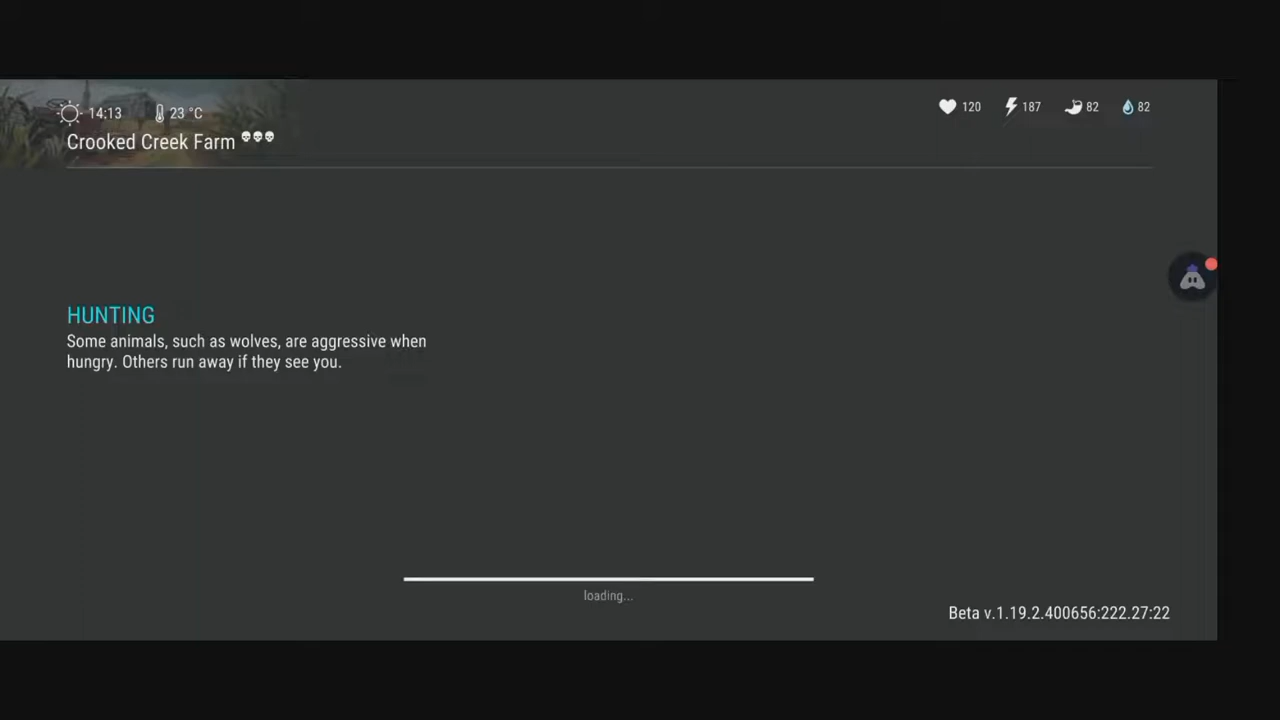 14:13 23 °C
Crooked Creek Farm
120 187 82 82
HUNTING
Some animals, such as wolves, are aggressive when
hungry. Others run away if they see you.
loading...
Beta v.1.19.2.400656:222.27:22